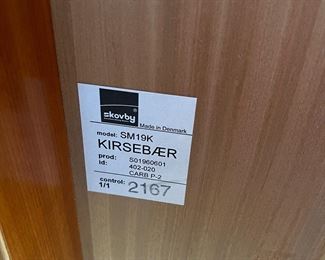 skovby
Made in Denmark
model: SM19K
KIRSEBÆR
prod: S01960601
id: 402-020
CARB P-2
control:
1/1 2167